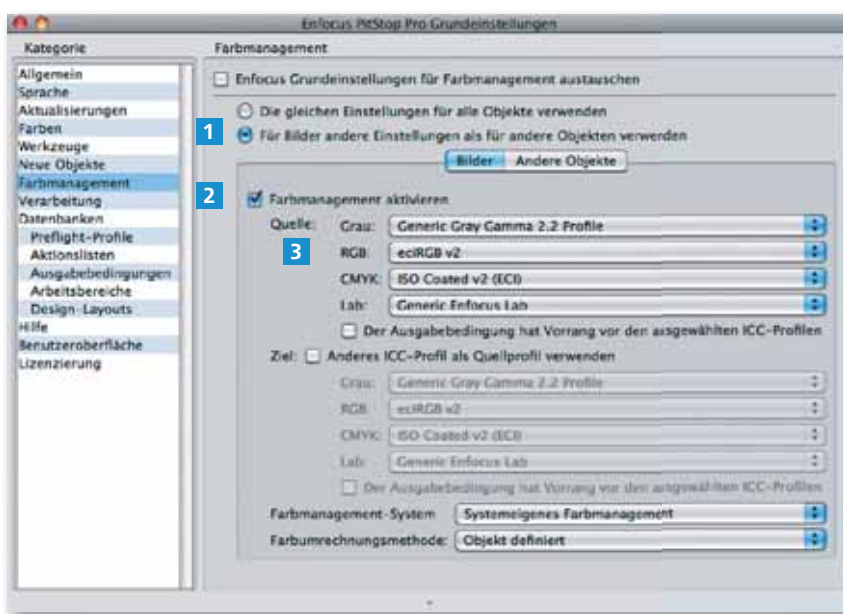 Enfocus PitStop Pro Grundeinstellungen
Kategorie
Allgemein
Sprache
Aktualisierungen
Farben
Werkzeuge
Neue Objekte
Farbmanagement
Verarbeitung
Datenbanken
Preflight-Profile
Aktionslisten
Ausgabebedingungen
Arbeitsbereiche
Design-Layouts
Hilfe
Benutzeroberfläche
Lizenzierung
Farbmanagement
Enfocus Grundeinstellungen für Farbmanagement austauschen
Die gleichen Einstellungen für alle Objekte verwenden
1 Für Bilder andere Einstellungen als für andere Objekten verwenden
Bilder Andere Objekte
2 Farbmanagement aktivieren
Quelle: Grau: Generic Gray Gamma 2.2 Profile
3 RGB: eciRGB v2
CMYK: ISO Coated v2 (ECI)
Lab: Generic Enfocus Lab
Der Ausgabebedingung hat Vorrang vor den ausgewählten ICC-Profilen
Ziel: Anderes ICC-Profil als Quellprofil verwenden
Grau: Generic Gray Gamma 2.2 Profile
RGB: eciRGB v2
CMYK: ISO Coated v2 (ECI)
Lab: Generic Enfocus Lab
Der Ausgabebedingung hat Vorrang vor den ausgewählten ICC-Profilen
Farbmanagement-System Systemeigenes Farbmanagement
Farbumrechnungsmethode: Objekt definiert